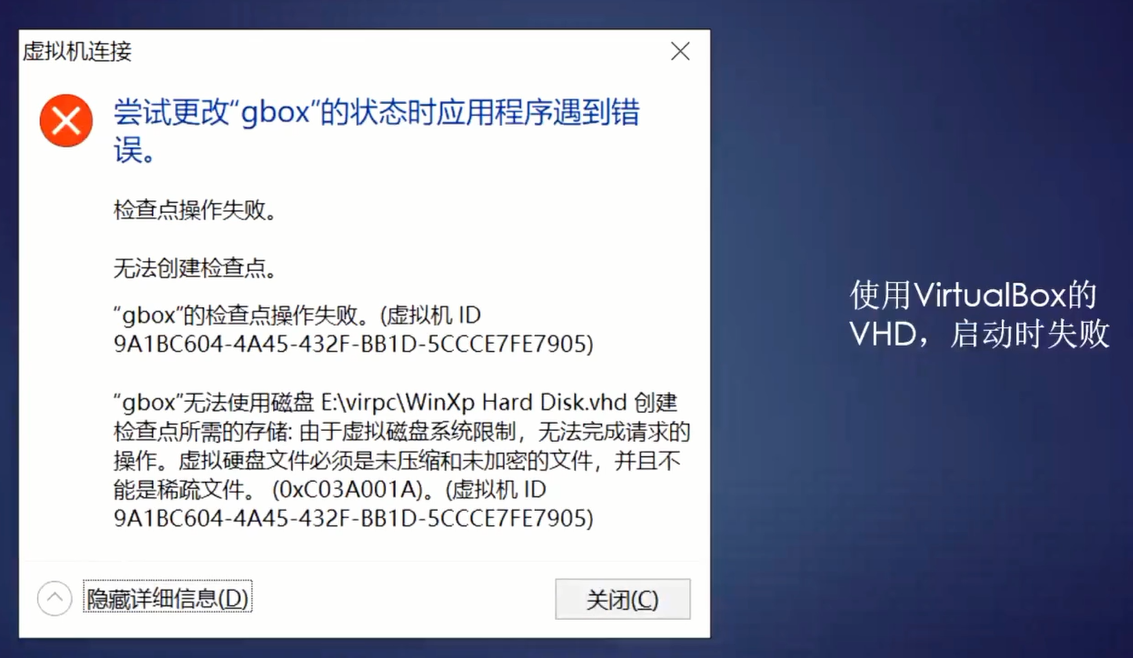 虚拟机连接
尝试更改“gbox”的状态时应用程序遇到错
误。
检查点操作失败。
无法创建检查点。
“gbox”的检查点操作失败。(虚拟机 ID
9A1BC604-4A45-432F-BB1D-5CCCE7FE7905)
“gbox”无法使用磁盘 E:\virpc\WinXp Hard Disk.vhd 创建
检查点所需的存储: 由于虚拟磁盘系统限制，无法完成请求的
操作。虚拟硬盘文件必须是未压缩和未加密的文件，并且不
能是稀疏文件。 (0xC03A001A)。(虚拟机 ID
9A1BC604-4A45-432F-BB1D-5CCCE7FE7905)
隐藏详细信息(D)
关闭(C)
使用VirtualBox的
VHD，启动时失败